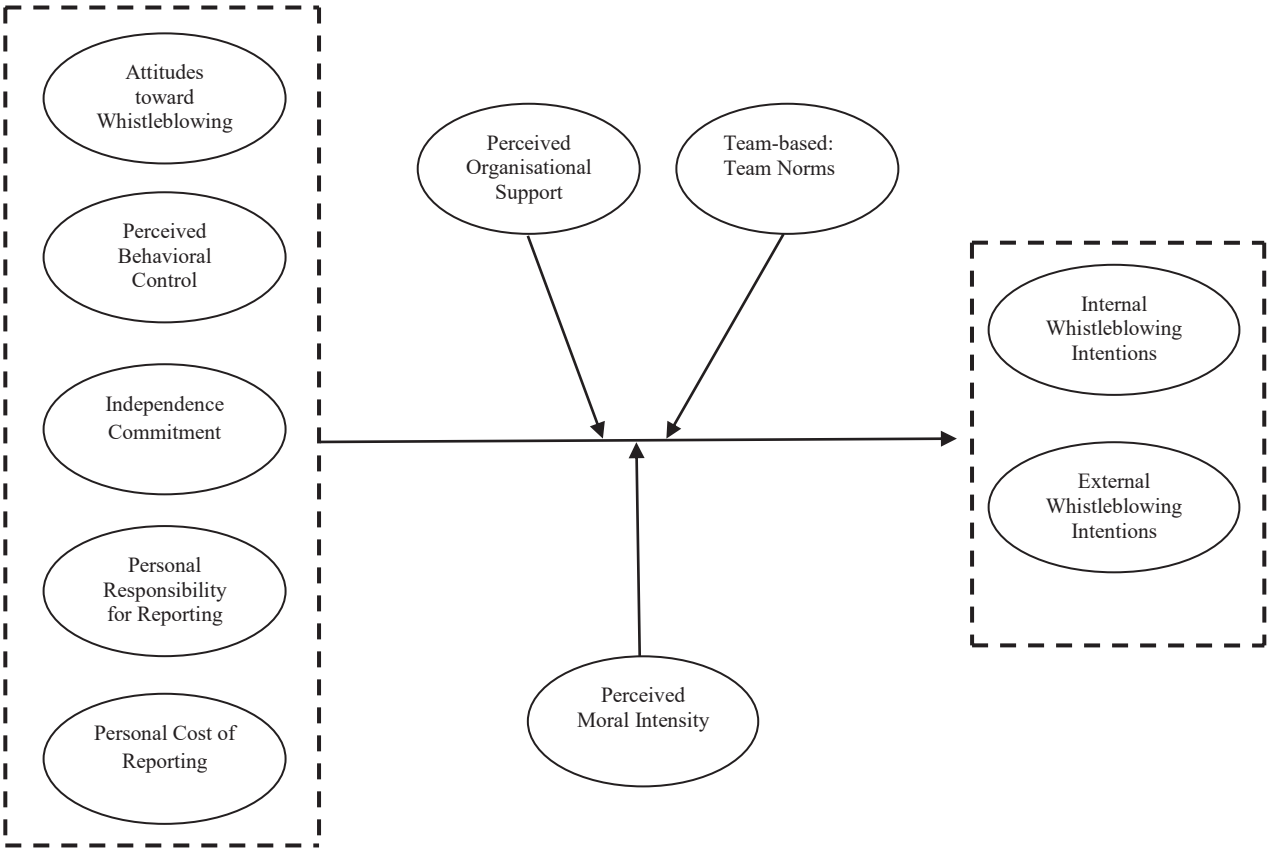 Attitudes
toward
Whistleblowing
Perceived
Behavioral
Control
Independence
Commitment
Personal
Responsibility
for Reporting
Personal Cost of
Reporting
Perceived
Organisational
Support
Team-based:
Team Norms
Perceived
Moral Intensity
Internal
Whistleblowing
Intentions
External
Whistleblowing
Intentions